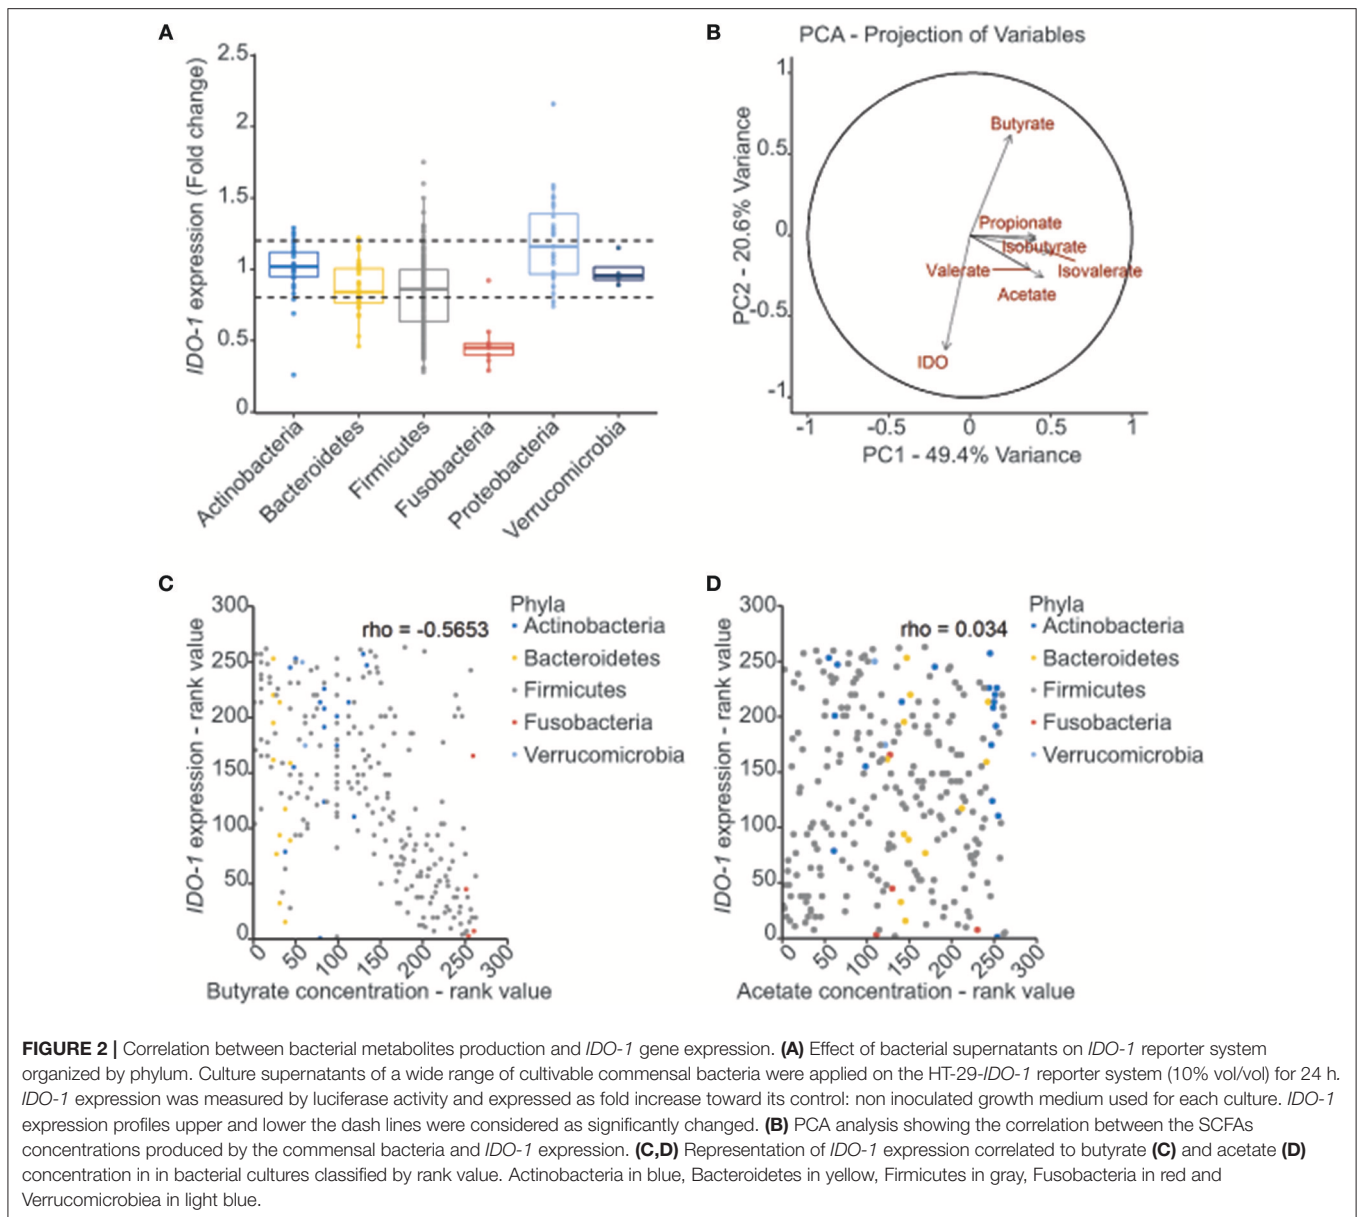 A
IDO-1 expression (Fold change)
2.5
2
1.5
1
0.5
0
Actinobacteria
Bacteroidetes
Firmicutes
Fusobacteria
Proteobacteria
Verrucomicrobia
B
PCA - Projection of Variables
PC2 - 20.6% Variance
1
0.5
0
-0.5
-1
Butyrate
Propionate
Isobutyrate
Valerate
Isovalerate
Acetate
IDO
-1 -0.5 0 0.5 1
PC1 - 49.4% Variance
C
IDO-1 expression - rank value
300
250
200
150
100
50
0
rho = -0.5653
Phyla
Actinobacteria
Bacteroidetes
Firmicutes
Fusobacteria
Verrucomicrobia
0 50 100 150 200 250 300
Butyrate concentration - rank value
D
IDO-1 expression - rank value
300
250
200
150
100
50
0
rho = 0.034
Phyla
Actinobacteria
Bacteroidetes
Firmicutes
Fusobacteria
Verrucomicrobia
0 50 100 150 200 250 300
Acetate concentration - rank value
FIGURE 2 | Correlation between bacterial metabolites production and IDO-1 gene expression. (A) Effect of bacterial supernatants on IDO-1 reporter system
organized by phylum. Culture supernatants of a wide range of cultivable commensal bacteria were applied on the HT-29-IDO-1 reporter system (10% vol/vol) for 24 h.
IDO-1 expression was measured by luciferase activity and expressed as fold increase toward its control: non inoculated growth medium used for each culture. IDO-1
expression profiles upper and lower the dash lines were considered as significantly changed. (B) PCA analysis showing the correlation between the SCFAs
concentrations produced by the commensal bacteria and IDO-1 expression. (C,D) Representation of IDO-1 expression correlated to butyrate (C) and acetate (D)
concentration in in bacterial cultures classified by rank value. Actinobacteria in blue, Bacteroidetes in yellow, Firmicutes in gray, Fusobacteria in red and
Verrucomicrobiea in light blue.